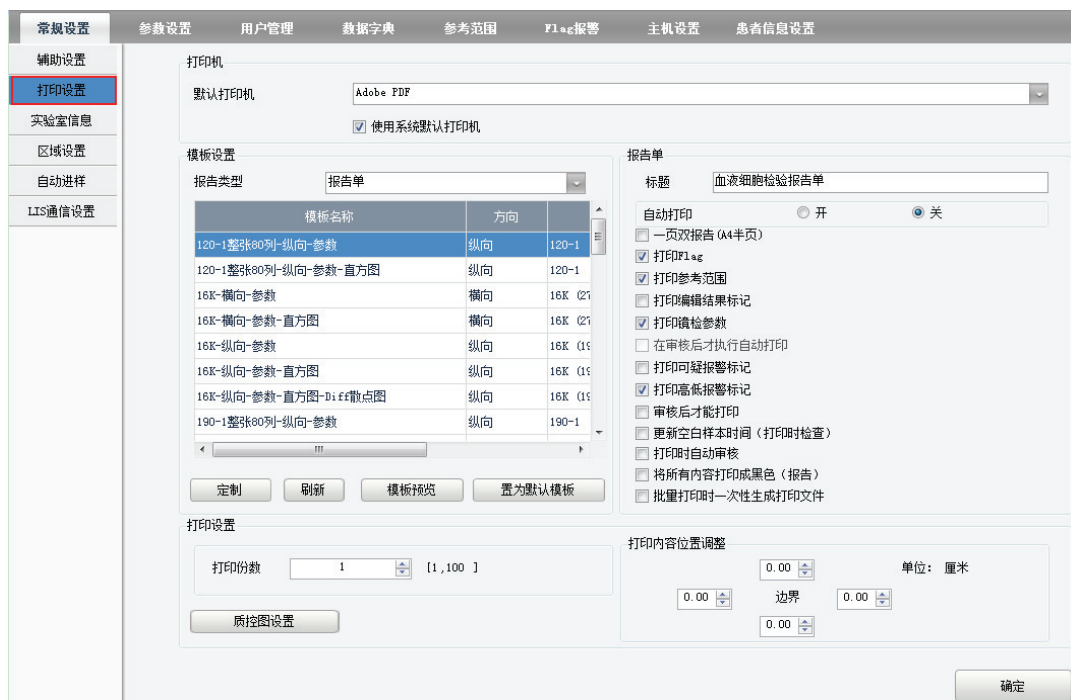 常规设置 参数设置 用户管理 数据字典 参考范围 Flag报警 主机设置 患者信息设置
辅助设置
打印设置
实验室信息
区域设置
自动进样
LIS通信设置
打印机
默认打印机 Adobe PDF
使用系统默认打印机
模板设置
报告类型 报告单
模板名称 方向
120-1整张80列-纵向-参数 纵向 120-1
120-1整张80列-纵向-参数-直方图 纵向 120-1
16K-横向-参数 横向 16K (27
16K-横向-参数-直方图 横向 16K (27
16K-纵向-参数 纵向 16K (19
16K-纵向-参数-直方图 纵向 16K (19
16K-纵向-参数-直方图-Diff散点图 纵向 16K (19
190-1整张80列-纵向-参数 纵向 190-1
定制 刷新 模板预览 置为默认模板
报告单
标题 血液细胞检验报告单
自动打印 开 关
一页双报告(A4半页)
打印Flag
打印参考范围
打印编辑结果标记
打印镜检参数
在审核后才执行自动打印
打印可疑报警标记
打印高低报警标记
审核后才能打印
更新空白样本时间（打印时检查）
打印时自动审核
将所有内容打印成黑色（报告）
批量打印时一次性生成打印文件
打印设置
打印份数 1 [1,100 ]
质控图设置
打印内容位置调整
0.00 单位: 厘米
0.00 边界 0.00
0.00
确定